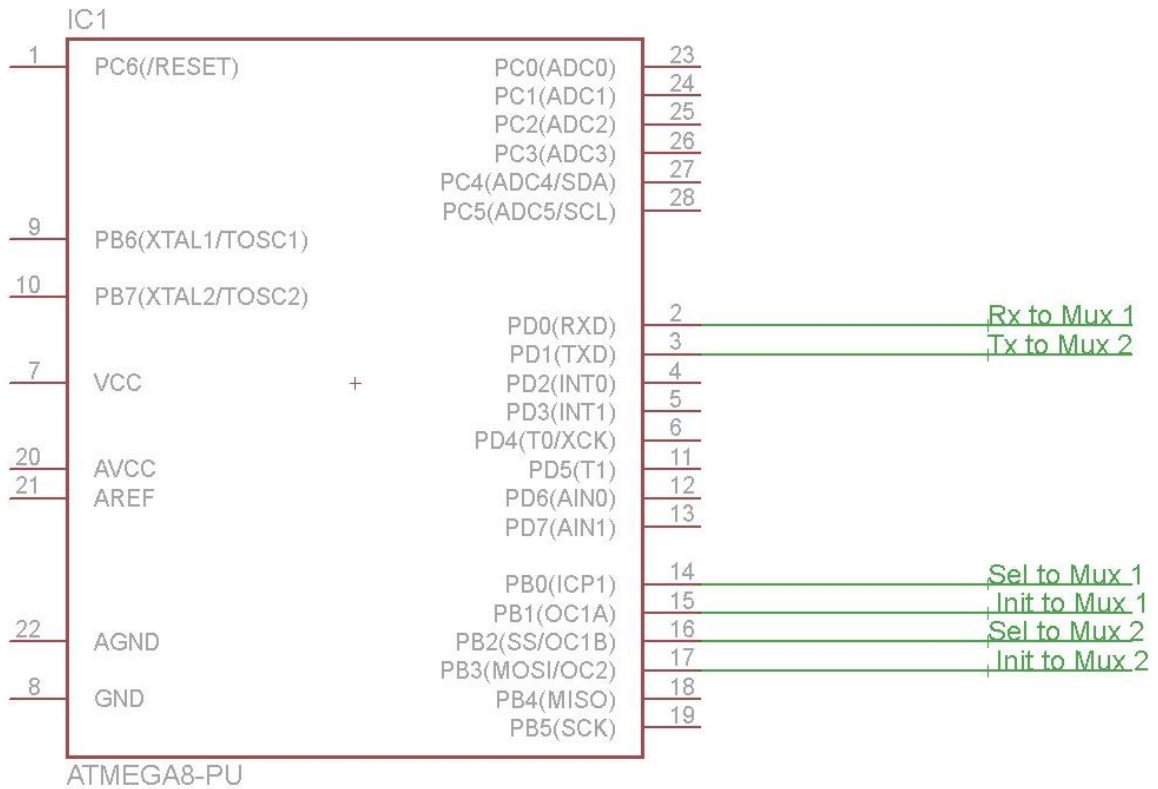 IC1
1 PC6(/RESET)
9 PB6(XTAL1/TOSC1)
10 PB7(XTAL2/TOSC2)
7 VCC
20 AVCC
21 AREF
22 AGND
8 GND
PC0(ADC0) 23
PC1(ADC1) 24
PC2(ADC2) 25
PC3(ADC3) 26
PC4(ADC4/SDA) 27
PC5(ADC5/SCL) 28
PD0(RXD) 2 Rx to Mux 1
PD1(TXD) 3 Tx to Mux 2
PD2(INT0) 4
PD3(INT1) 5
PD4(T0/XCK) 6
PD5(T1) 11
PD6(AIN0) 12
PD7(AIN1) 13
PB0(ICP1) 14 Sel to Mux 1
PB1(OC1A) 15 Init to Mux 1
PB2(SS/OC1B) 16 Sel to Mux 2
PB3(MOSI/OC2) 17 Init to Mux 2
PB4(MISO) 18
PB5(SCK) 19
ATMEGA8-PU